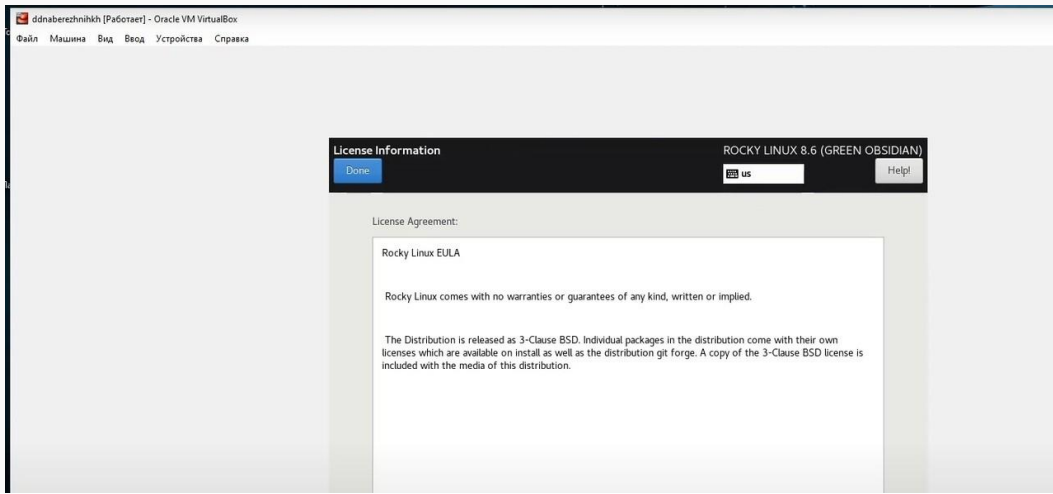 ddnaberezhnihkh [Работает] - Oracle VM VirtualBox
Файл Машина Вид Ввод Устройства Справка
License Information
ROCKY LINUX 8.6 (GREEN OBSIDIAN)
Done
us
Help!
License Agreement:
Rocky Linux EULA
Rocky Linux comes with no warranties or guarantees of any kind, written or implied.
The Distribution is released as 3-Clause BSD. Individual packages in the distribution come with their own
licenses which are available on install as well as the distribution git forge. A copy of the 3-Clause BSD license is
included with the media of this distribution.